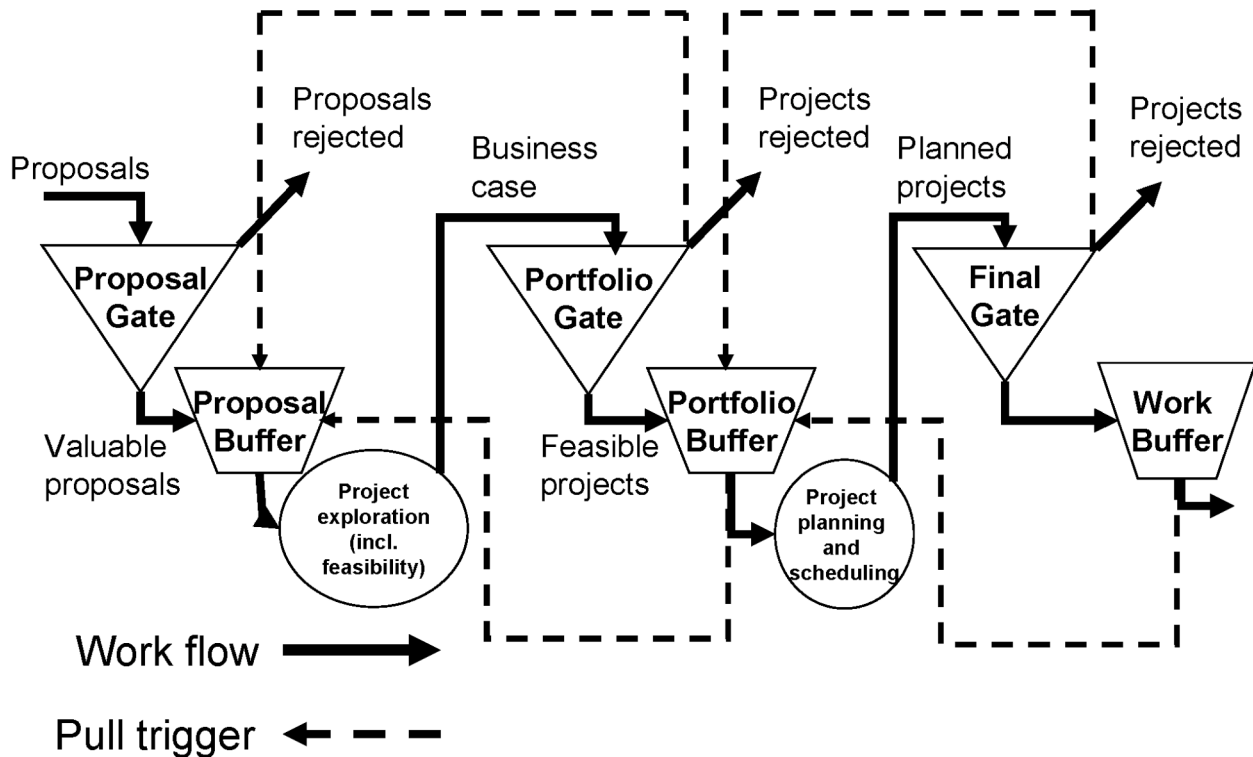 Proposals
Proposals
rejected
Business
case
Projects
rejected
Planned
projects
Projects
rejected
Proposal
Gate
Portfolio
Gate
Final
Gate
Proposal
Buffer
Portfolio
Buffer
Work
Buffer
Valuable
proposals
Feasible
projects
Project
exploration
(incl.
feasibility)
Project
planning
and
scheduling
Work flow
Pull trigger